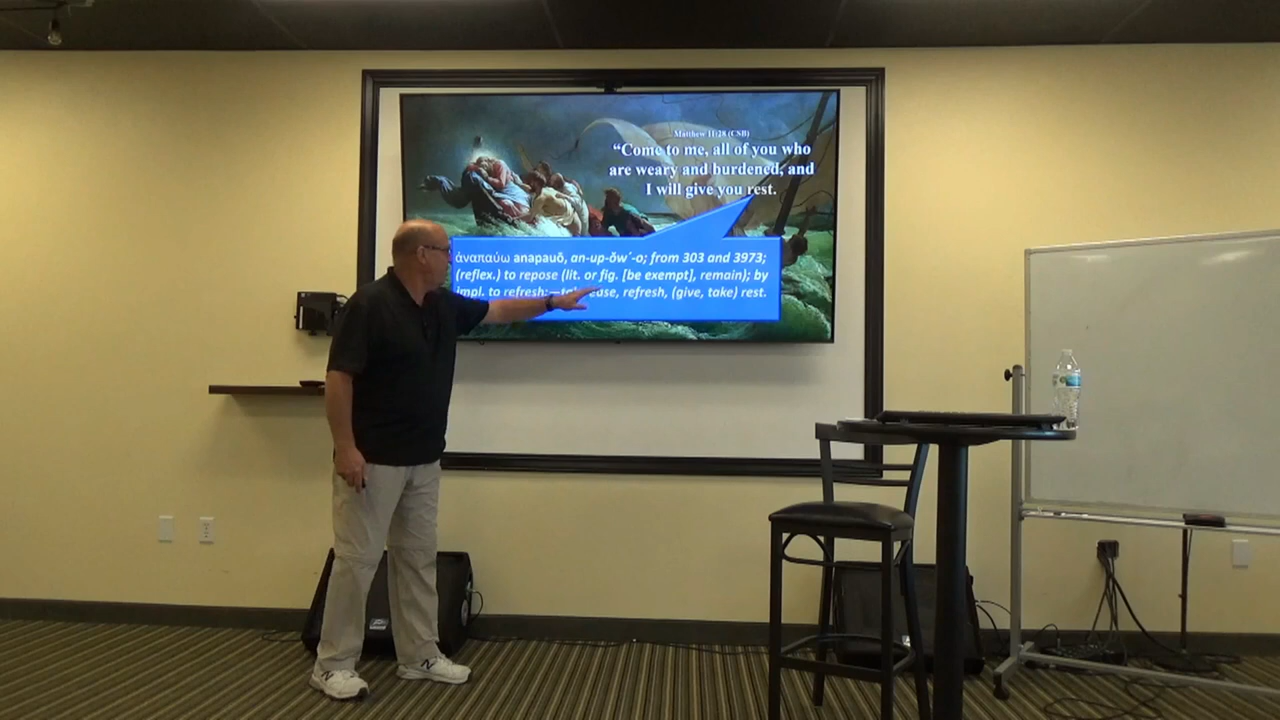 Matthew 11:28 (CSB)
“Come to me, all of you who
are weary and burdened, and
I will give you rest.
ἀναπαύω anapauō, an-up-ŏw´-o; from 303 and 3973;
(reflex.) to repose (lit. or fig. [be exempt], remain); by
impl. to refresh:— ease, refresh, (give, take) rest.